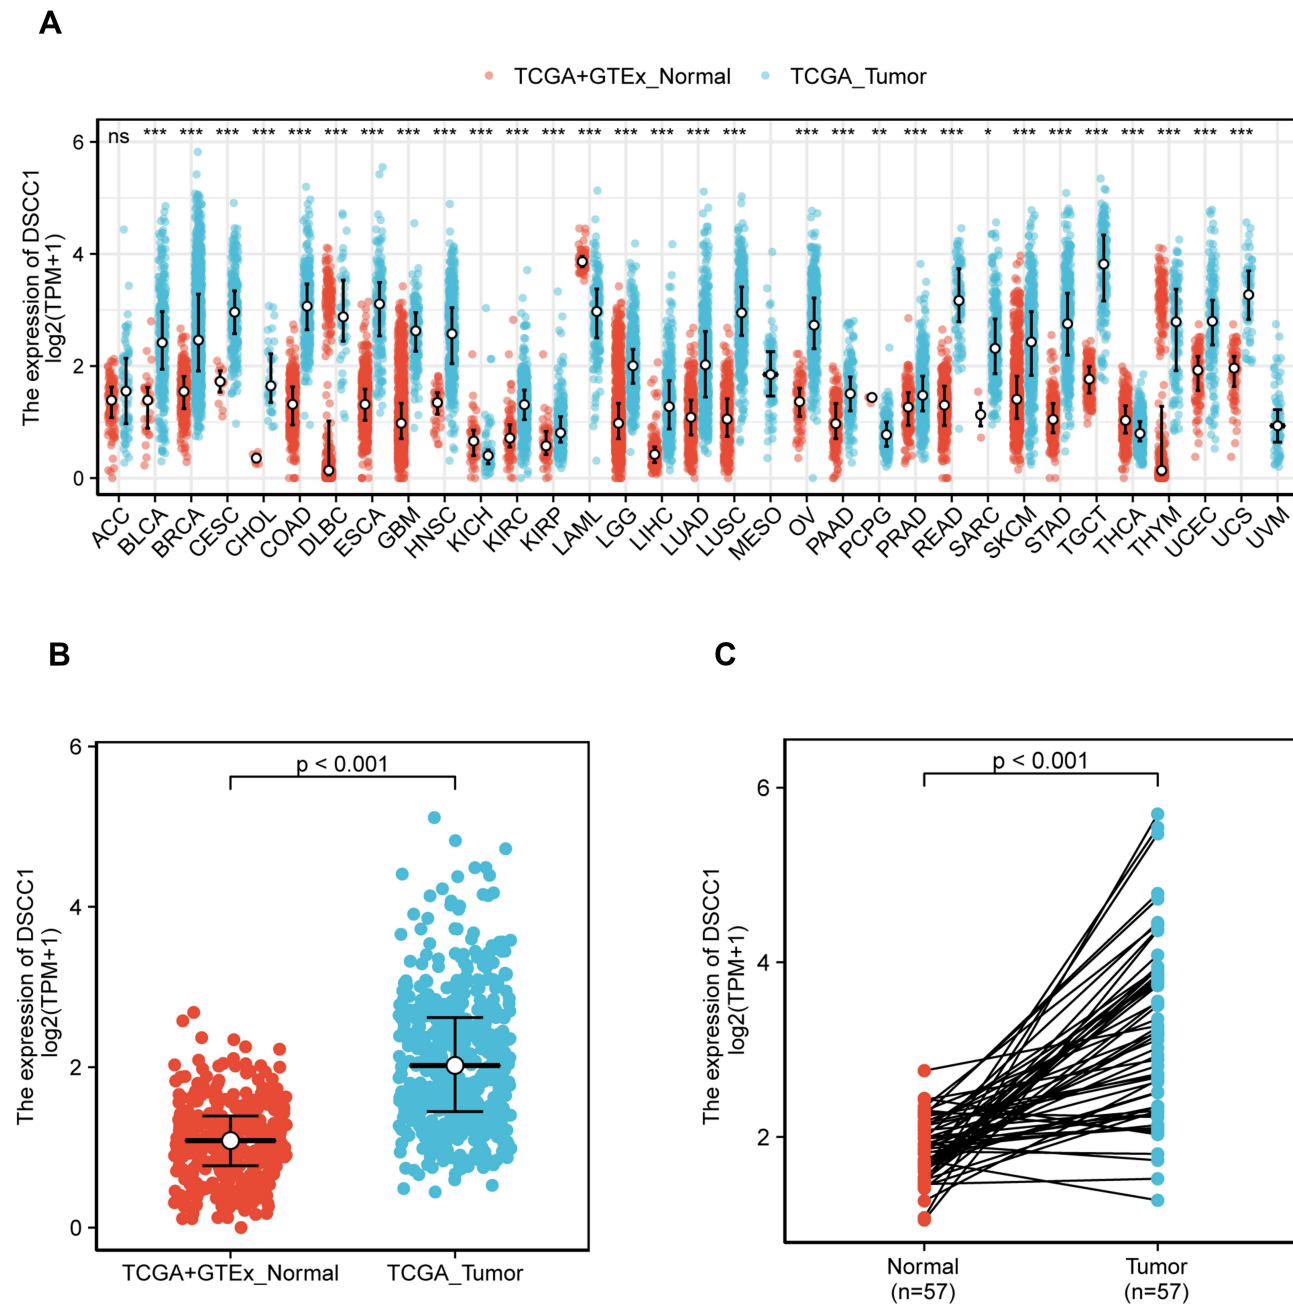 A
TCGA+GTEx_Normal TCGA_Tumor
The expression of DSCC1
log2(TPM+1)
6
4
2
0
ns *** *** *** *** *** *** *** *** *** *** *** *** *** *** *** *** *** *** *** ** *** *** * *** *** *** *** *** *** ***
ACC BLCA BRCA CESC CHOL COAD DLBC ESCA GBM HNSC KICH KIRC KIRP LAML LGG LIHC LUAD LUSC MESO OV PAAD PCPG PRAD READ SARC SKCM STAD TGCT THCA THYM UCEC UCS UVM
B
The expression of DSCC1
log2(TPM+1)
6
4
2
0
p < 0.001
TCGA+GTEx_Normal TCGA_Tumor
C
The expression of DSCC1
log2(TPM+1)
6
4
2
p < 0.001
Normal Tumor
(n=57) (n=57)